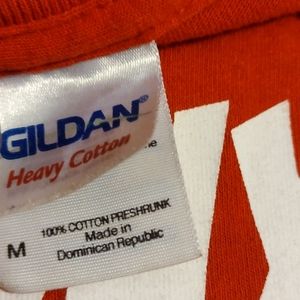 GILDAN®
Heavy Cotton
M
100% COTTON PRESHRUNK
Made in
Dominican Republic